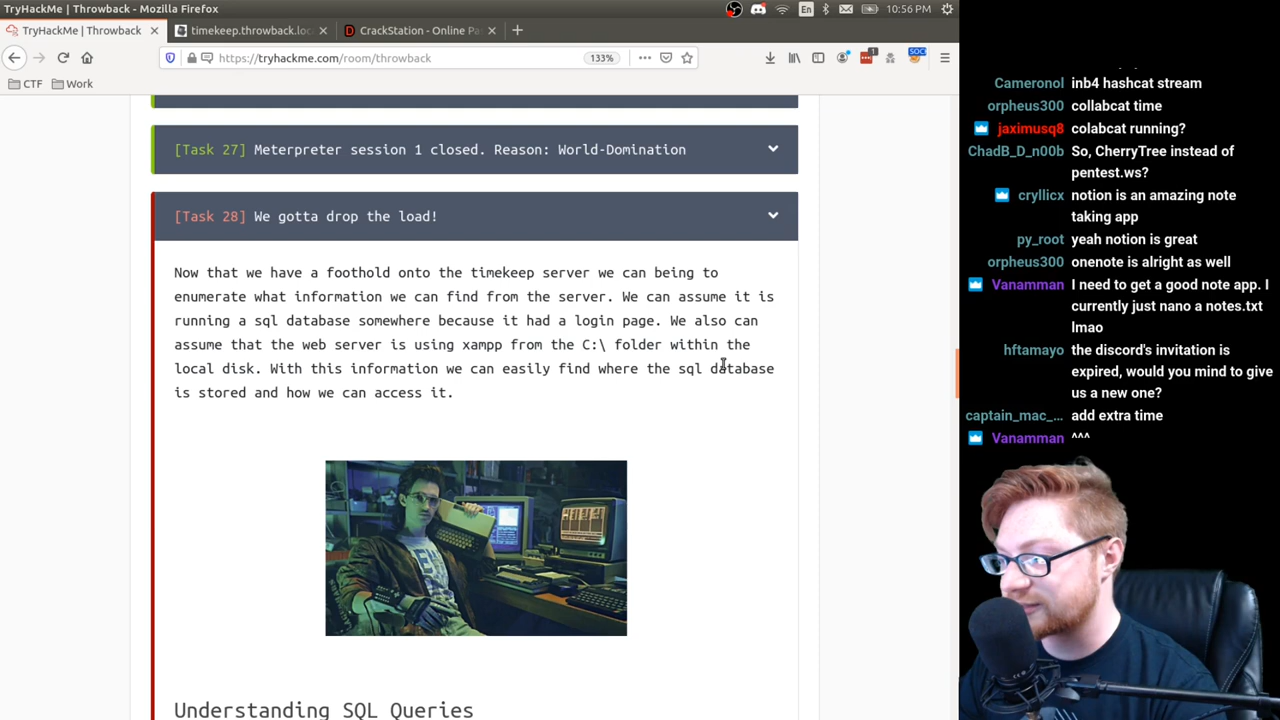 TryHackMe | Throwback - Mozilla Firefox
En
10:56 PM
TryHackMe | Throwback
timekeep.throwback.loc
CrackStation - Online Pa
https://tryhackme.com/room/throwback
133%
1
SOC
CTF
Work
[Task 27] Meterpreter session 1 closed. Reason: World-Domination
[Task 28] We gotta drop the load!
Now that we have a foothold onto the timekeep server we can being to
enumerate what information we can find from the server. We can assume it is
running a sql database somewhere because it had a login page. We also can
assume that the web server is using xampp from the C:\ folder within the
local disk. With this information we can easily find where the sql database
is stored and how we can access it.
Understanding SQL Queries
Cameronol inb4 hashcat stream
orpheus300 collabcat time
jaximusq8 colabcat running?
ChadB_D_n00b So, CherryTree instead of
pentest.ws?
cryllicx notion is an amazing note
taking app
py_root yeah notion is great
orpheus300 onenote is alright as well
Vanamman I need to get a good note app. I
currently just nano a notes.txt
lmao
hftamayo the discord's invitation is
expired, would you mind to give
us a new one?
captain_mac_... add extra time
Vanamman ^^^